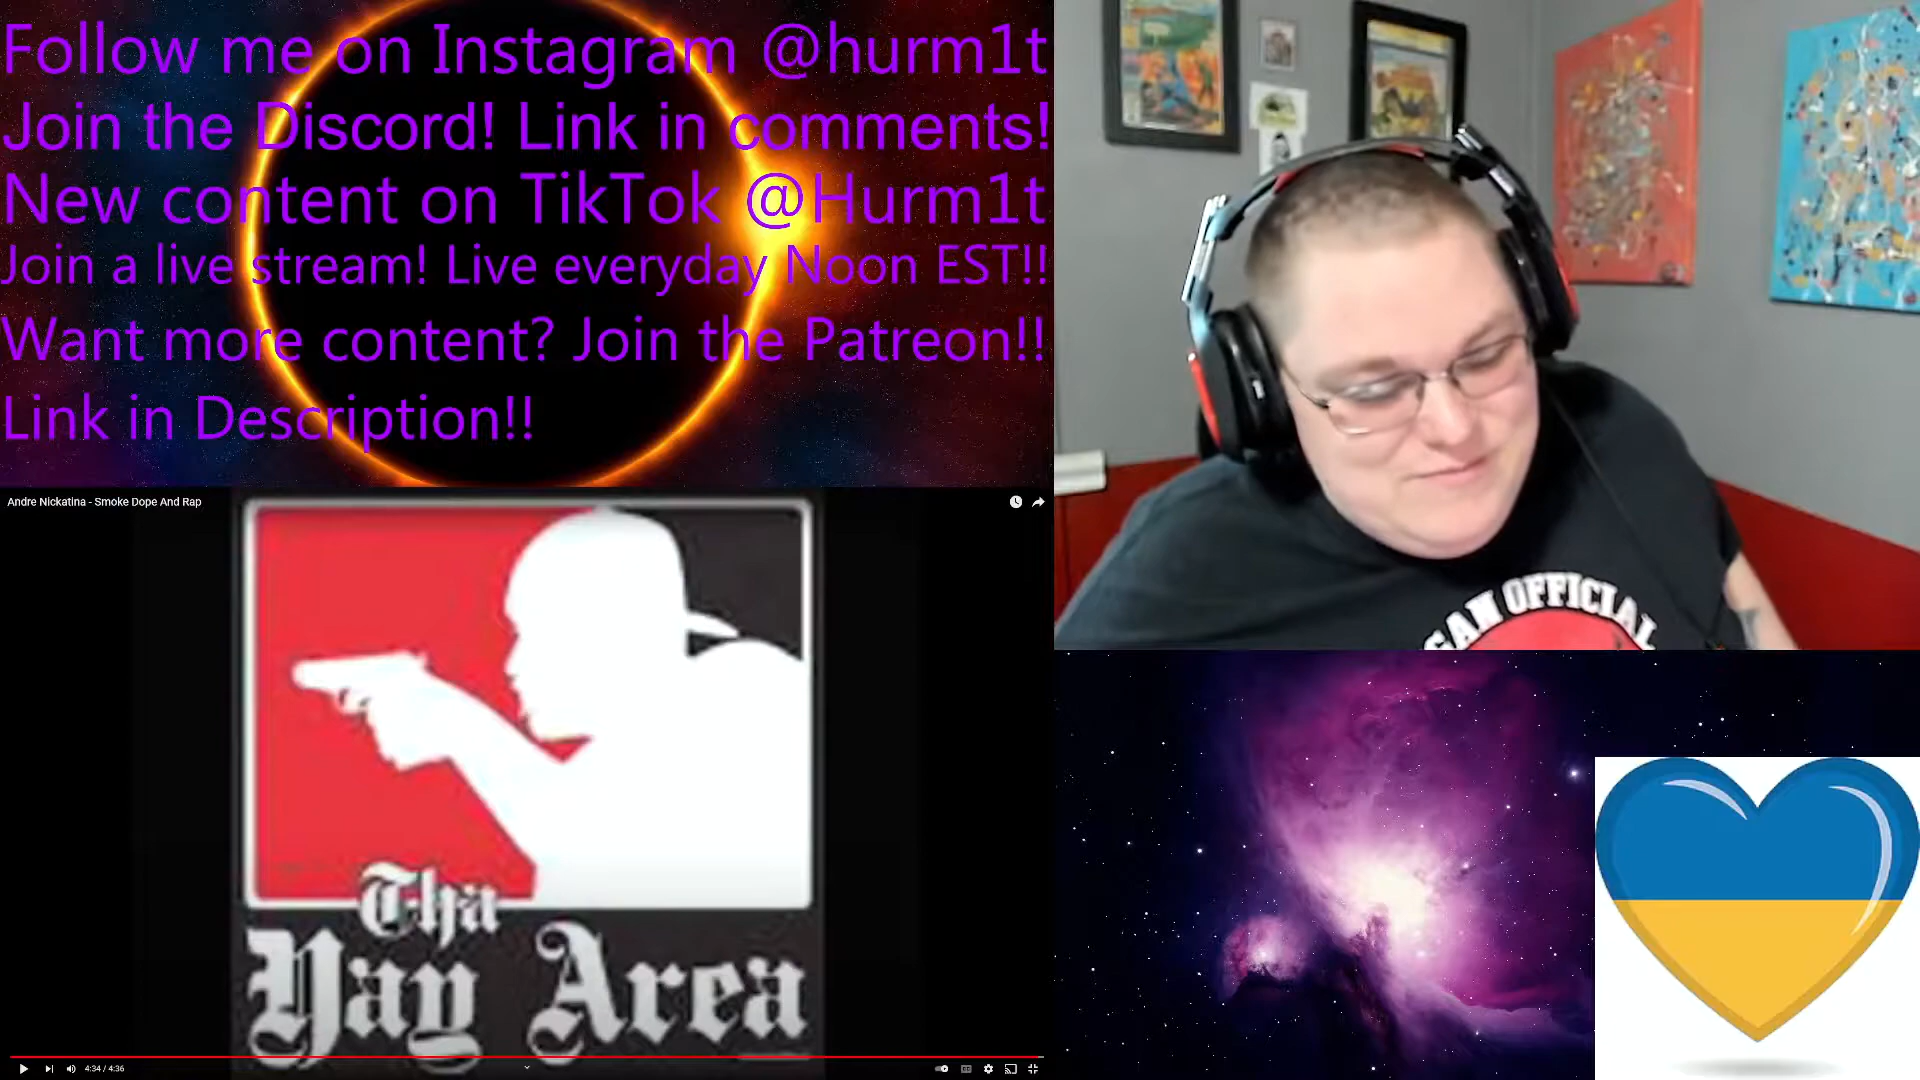 Follow me on Instagram @hurm1t
Join the Discord! Link in comments!
New content on TikTok @Hurm1t
Join a live stream! Live everyday Noon EST!!
Want more content? Join the Patreon!!
Link in Description!!
Andre Nickatina - Smoke Dope And Rap
Tha
Yay Area
4:34 / 4:36
GAN OFFICIAL